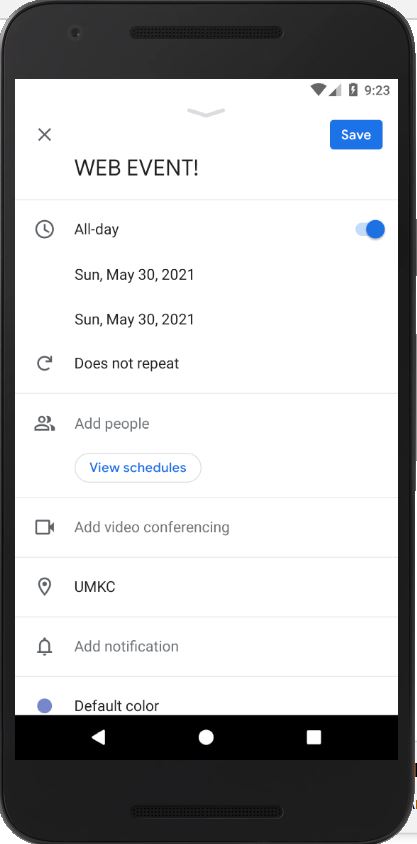 9:23
Save
WEB EVENT!
All-day
Sun, May 30, 2021
Sun, May 30, 2021
Does not repeat
Add people
View schedules
Add video conferencing
UMKC
Add notification
Default color